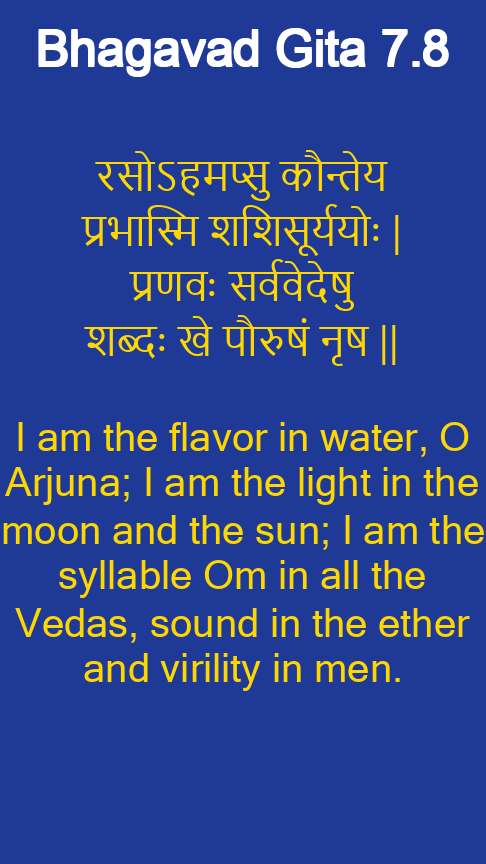 Bhagavad Gita 7.8
रसोऽहमप्सु कौन्तेय
प्रभास्मि शशिसूर्ययोः |
प्रणवः सर्ववेदेषु
शब्दः खे पौरुषं नृष ||
I am the flavor in water, O
Arjuna; I am the light in the
moon and the sun; I am the
syllable Om in all the
Vedas, sound in the ether
and virility in men.